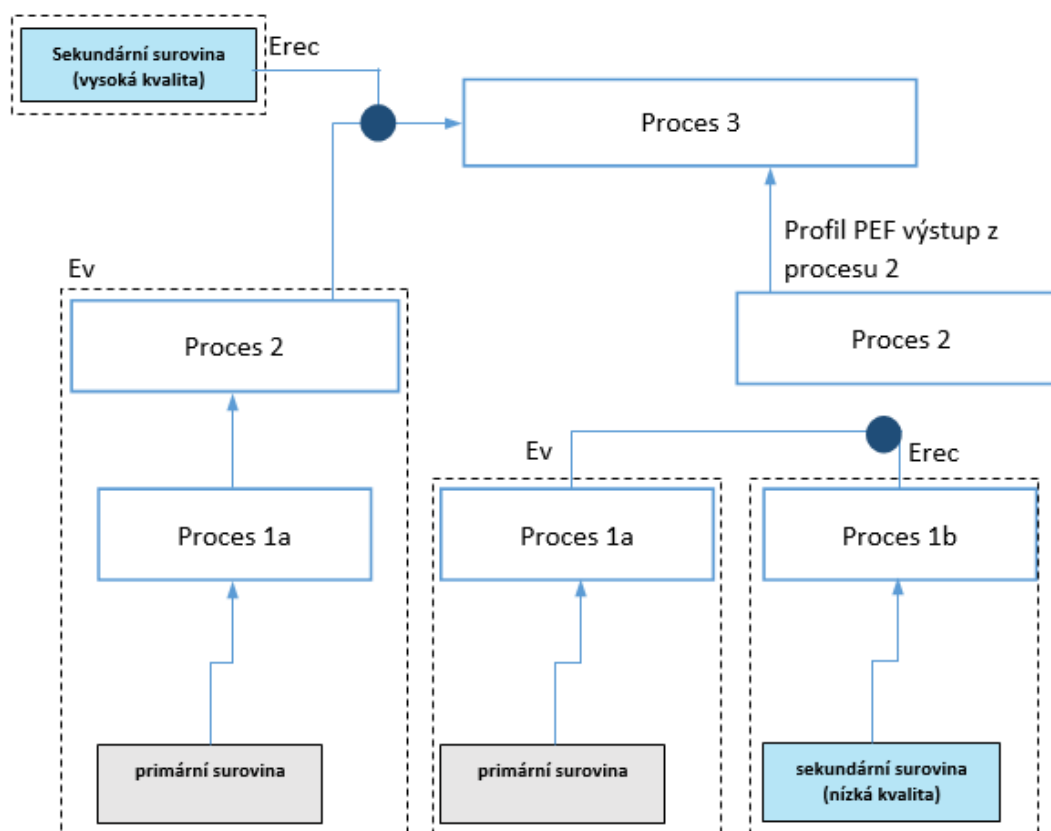 Sekundární surovina
(vysoká kvalita)
Erec
Proces 3
Profil PEF výstup z
procesu 2
Ev
Proces 2
Proces 2
Ev
Erec
Proces 1a
Proces 1a
Proces 1b
primární surovina
primární surovina
sekundární surovina
(nízká kvalita)